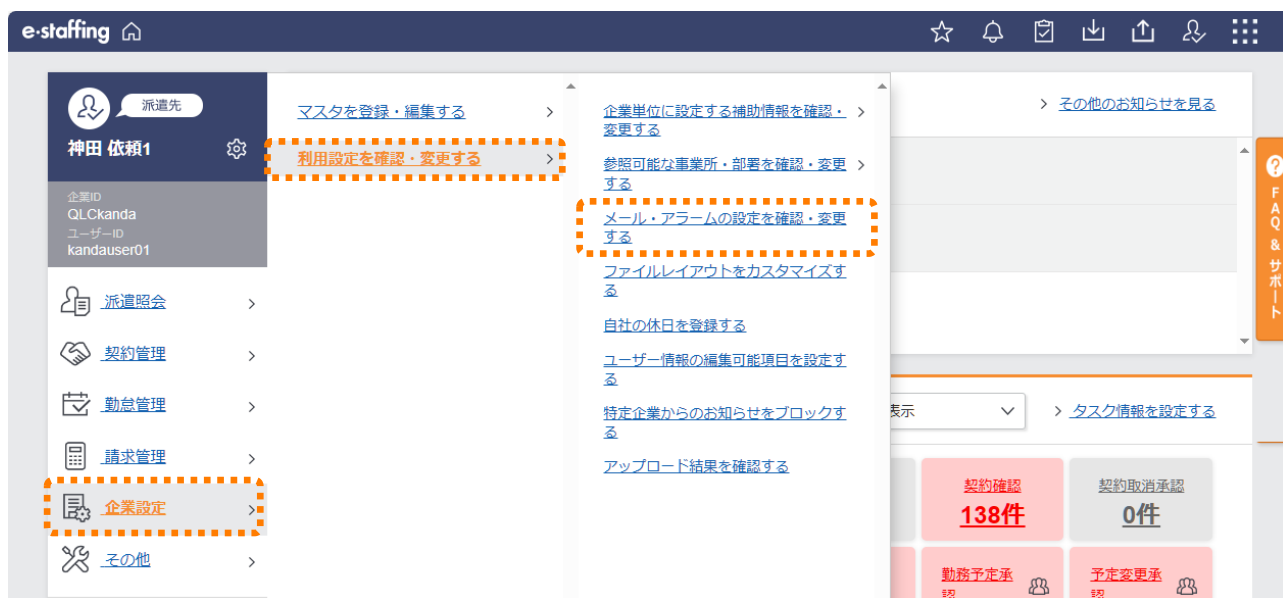 e-staffing
派遣先
神田 依頼1
企業ID
QLCkanda
ユーザーID
kandauser01
派遣照会
契約管理
勤怠管理
請求管理
企業設定
その他
マスタを登録・編集する
利用設定を確認・変更する
企業単位に設定する補助情報を確認・
変更する
参照可能な事業所・部署を確認・変更
する
メール・アラームの設定を確認・変更
する
ファイルレイアウトをカスタマイズす
る
自社の休日を登録する
ユーザー情報の編集可能項目を設定す
る
特定企業からのお知らせをブロックす
る
アップロード結果を確認する
その他のお知らせを見る
FAQ & サポート
表示
タスク情報を設定する
契約確認
138件
契約取消承認
0件
勤務予定承
認
予定変更承
認